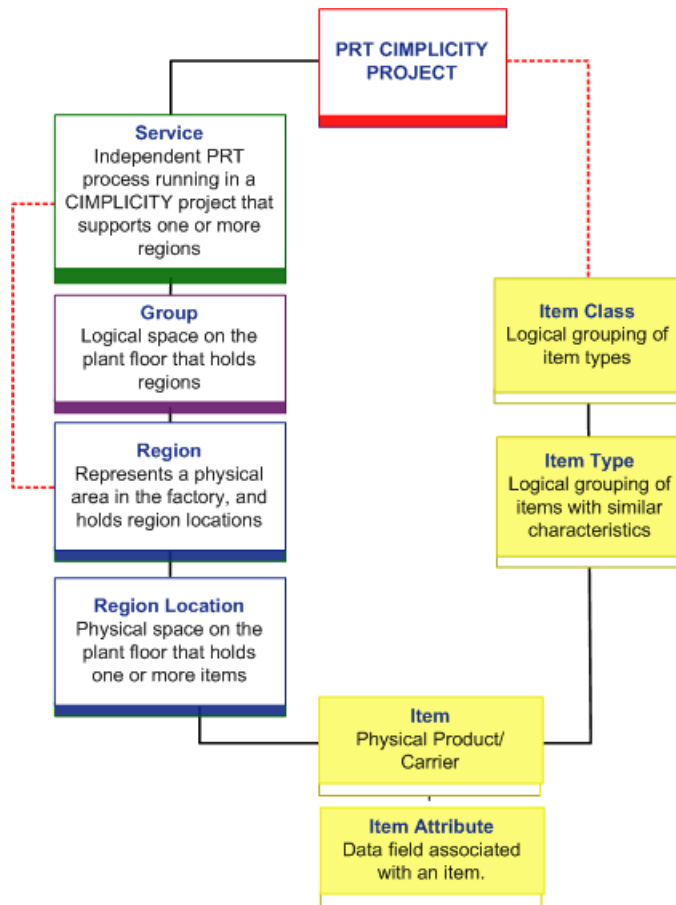 PRT CIMPLICITY
PROJECT
Service
Independent PRT
process running in a
CIMPLICITY project that
supports one or more
regions
Group
Logical space on the
plant floor that holds
regions
Region
Represents a physical
area in the factory, and
holds region locations
Region Location
Physical space on the
plant floor that holds
one or more items
Item Class
Logical grouping of
item types
Item Type
Logical grouping of
items with similar
characteristics
Item
Physical Product/
Carrier
Item Attribute
Data field associated
with an item.